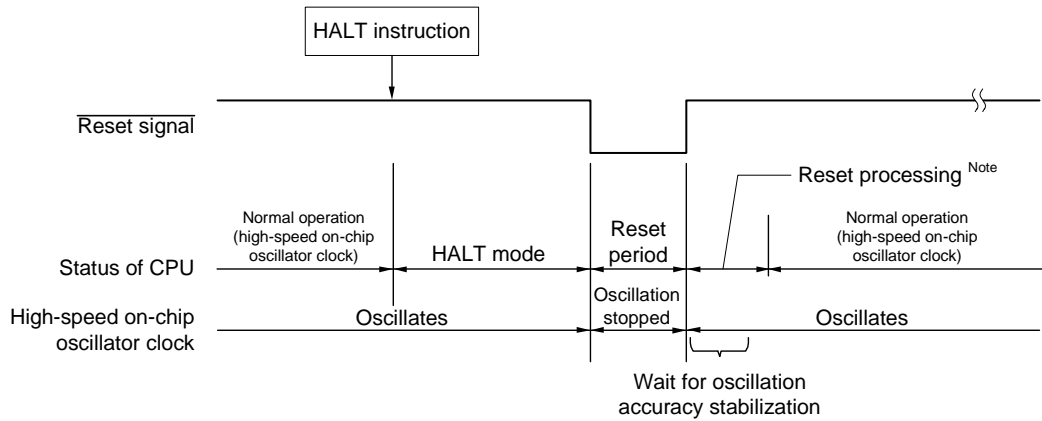 HALT instruction
Reset signal
Reset processing Note
Normal operation
(high-speed on-chip
oscillator clock)
Status of CPU
HALT mode
Reset
period
Normal operation
(high-speed on-chip
oscillator clock)
High-speed on-chip
oscillator clock
Oscillates
Oscillation
stopped
Oscillates
Wait for oscillation
accuracy stabilization